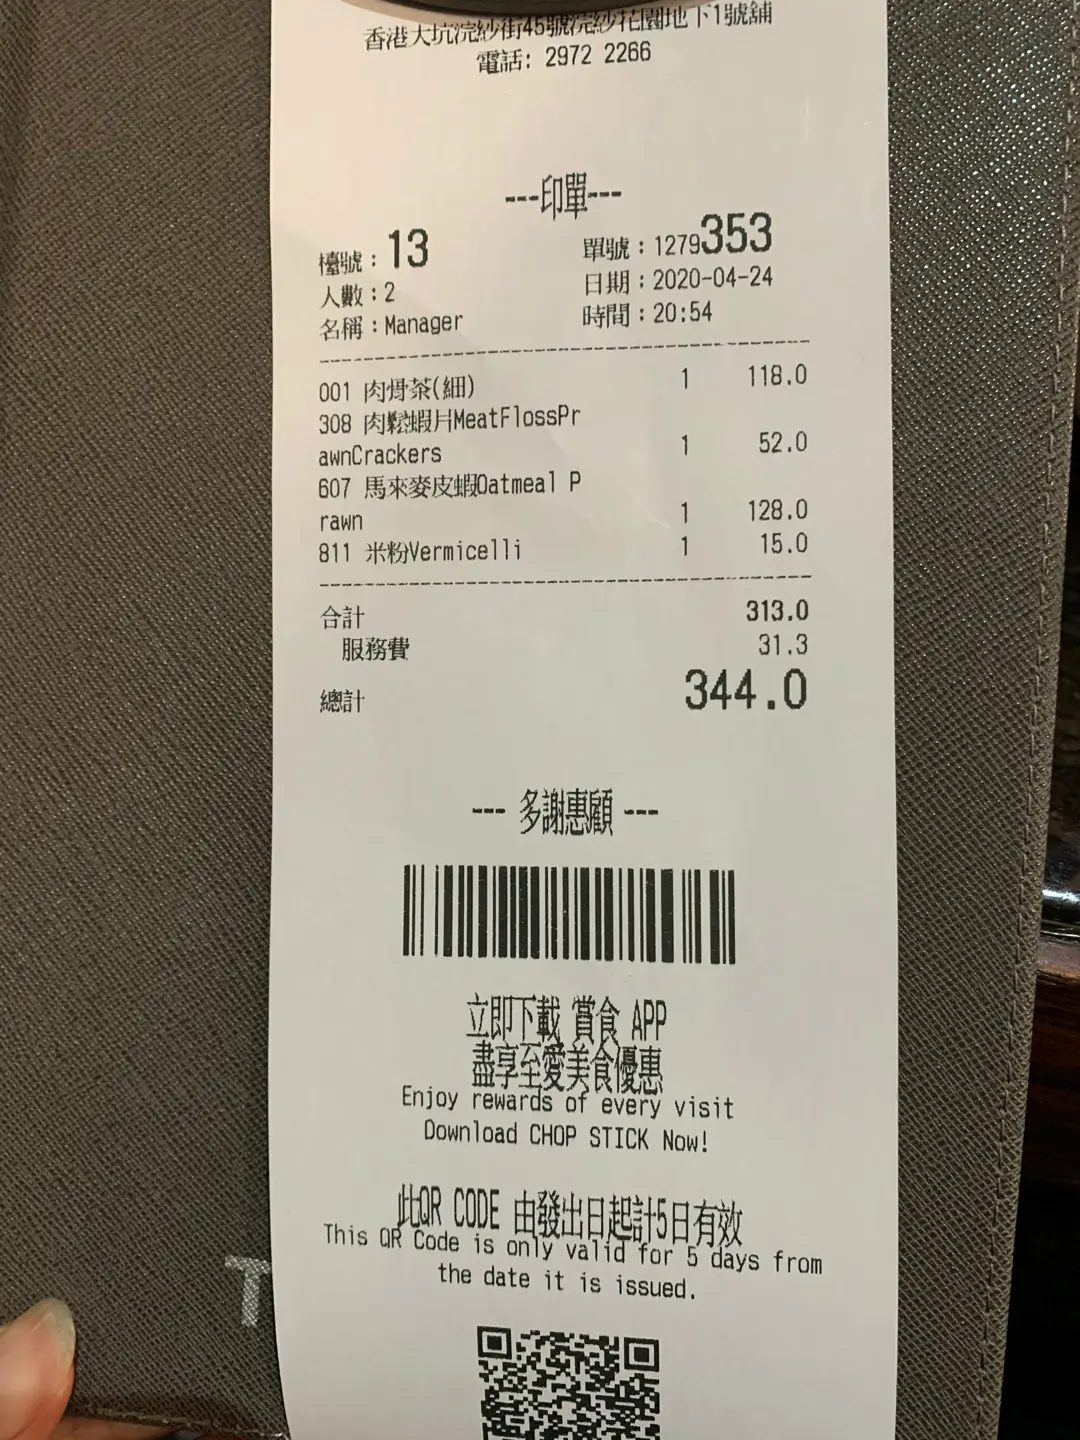 香港大坑浣紗街45號浣紗花園地下1號舖
電話: 2972 2266
---印單---
檯號：13 單號：1279353
人數：2 日期：2020-04-24
名稱：Manager 時間：20:54
001 肉骨茶(細) 1 118.0
308 肉鬆蝦片MeatFlossPr
awnCrackers 1 52.0
607 馬來麥皮蝦Oatmeal P
rawn 1 128.0
811 米粉Vermicelli 1 15.0
合計 313.0
服務費 31.3
總計 344.0
--- 多謝惠顧 ---
立即下載 賞食 APP
盡享至愛美食優惠
Enjoy rewards of every visit
Download CHOP STICK Now!
此QR CODE 由發出日起計5日有效
This QR Code is only valid for 5 days from
the date it is issued.
T